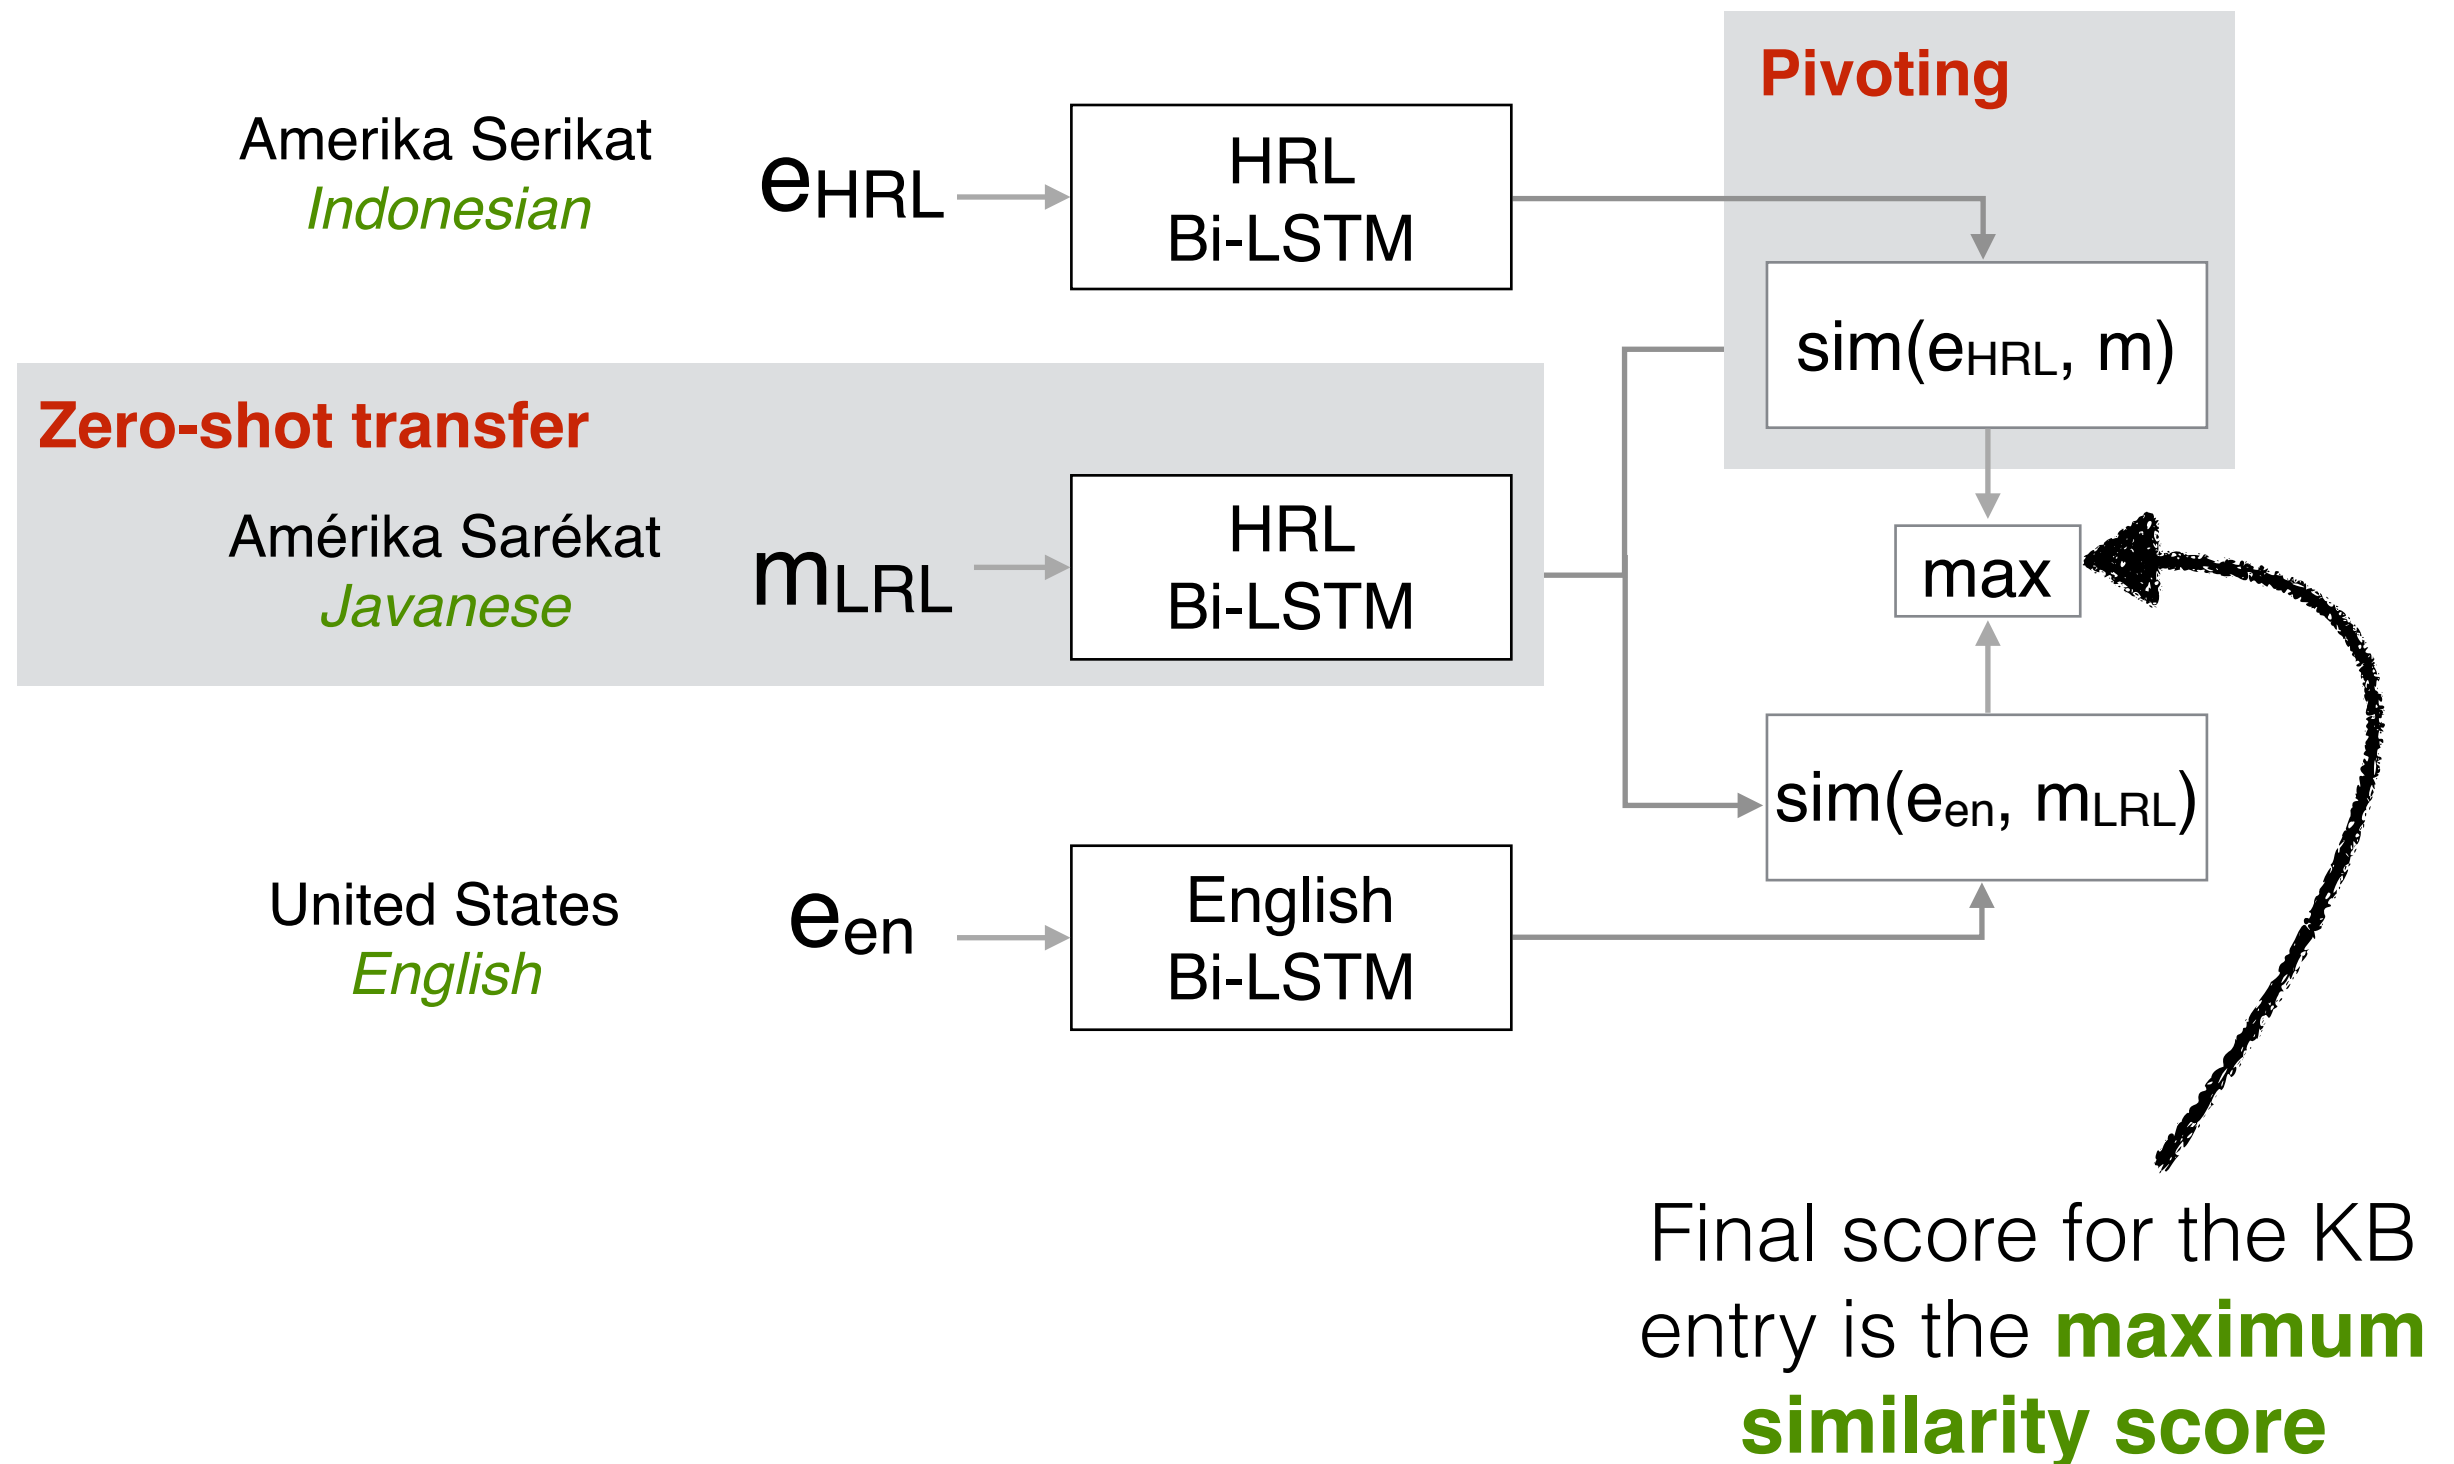 Pivoting
Amerika Serikat
Indonesian
eHRL
HRL
Bi-LSTM
sim(eHRL, m)
Zero-shot transfer
Amérika Sarékat
Javanese
mLRL
HRL
Bi-LSTM
max
sim(een, mLRL)
United States
English
een
English
Bi-LSTM
Final score for the KB
entry is the maximum
similarity score